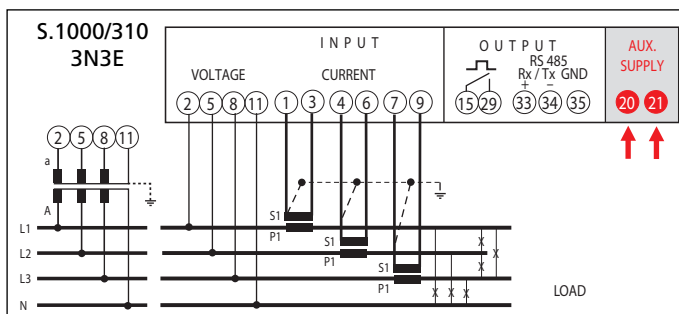 S.1000/310
3N3E
INPUT
VOLTAGE
CURRENT
2 5 8 11 1 3 4 6 7 9
OUTPUT
RS 485
Rx / Tx GND
+ −
15 29 33 34 35
AUX.
SUPPLY
20 21
2 5 8 11
a
A
S1
P1
S1
P1
S1
P1
L1
L2
L3
N
X X
X
X X X
LOAD